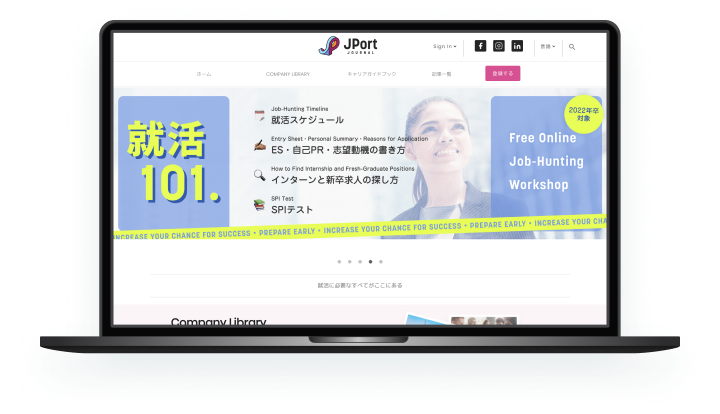 JPort
JOURNAL
Sign In
言語
ホーム
COMPANY LIBRARY
キャリアガイドブック
記事一覧
登録する
就活
101.
Job-Hunting Timeline
就活スケジュール
Entry Sheet・Personal Summary・Reasons for Application
ES・自己PR・志望動機の書き方
How to Find Internship and Fresh-Graduate Positions
インターンと新卒求人の探し方
SPI Test
SPIテスト
2022年卒
対象
Free Online
Job-Hunting
Workshop
INCREASE YOUR CHANCE FOR SUCCESS • PREPARE EARLY • INCREASE YOUR CHANCE FOR SUCCESS • PREPARE EARLY • INCREASE YOUR CHA
就活に必要なすべてがここにある
Company Library